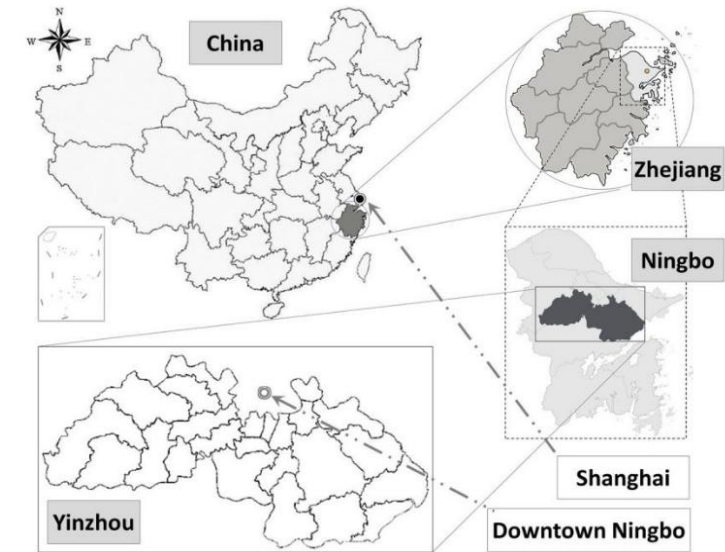 N
W E
S
China
Zhejiang
Ningbo
Yinzhou
Shanghai
Downtown Ningbo